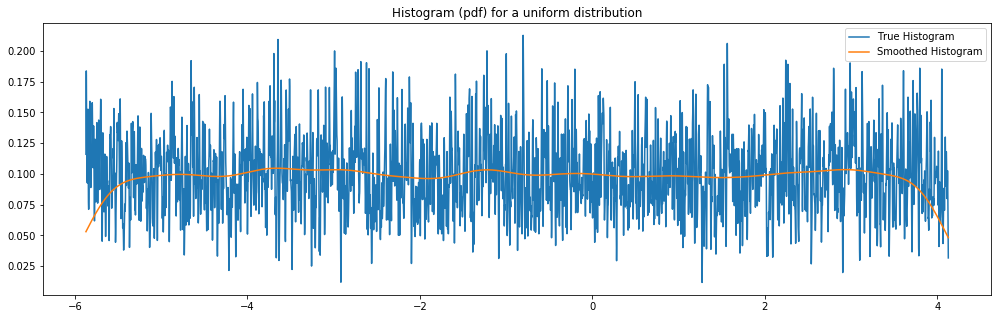 Histogram (pdf) for a uniform distribution
True Histogram
Smoothed Histogram
0.200
0.175
0.150
0.125
0.100
0.075
0.050
0.025
−6 −4 −2 0 2 4